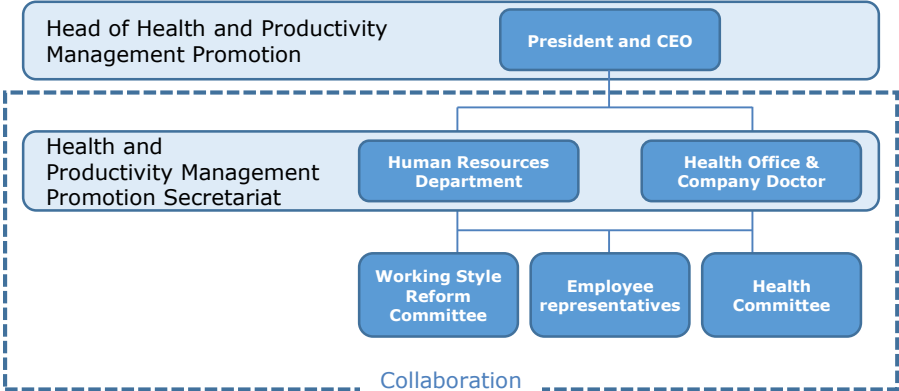 Head of Health and Productivity
Management Promotion
President and CEO
Health and
Productivity Management
Promotion Secretariat
Human Resources
Department
Health Office &
Company Doctor
Working Style
Reform
Committee
Employee
representatives
Health
Committee
Collaboration